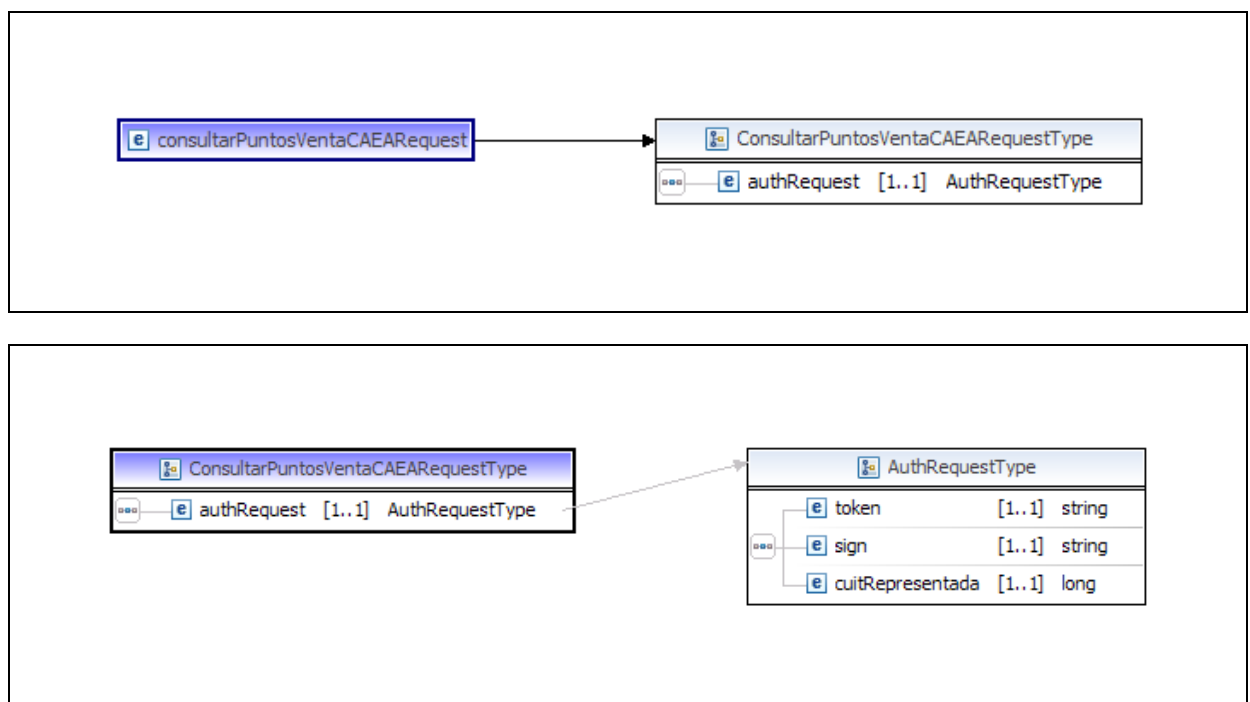 e consultarPuntosVentaCAEARequest
ConsultarPuntosVentaCAEARequestType
e authRequest [1..1] AuthRequestType
ConsultarPuntosVentaCAEARequestType
e authRequest [1..1] AuthRequestType
AuthRequestType
e token [1..1] string
e sign [1..1] string
e cuitRepresentada [1..1] long